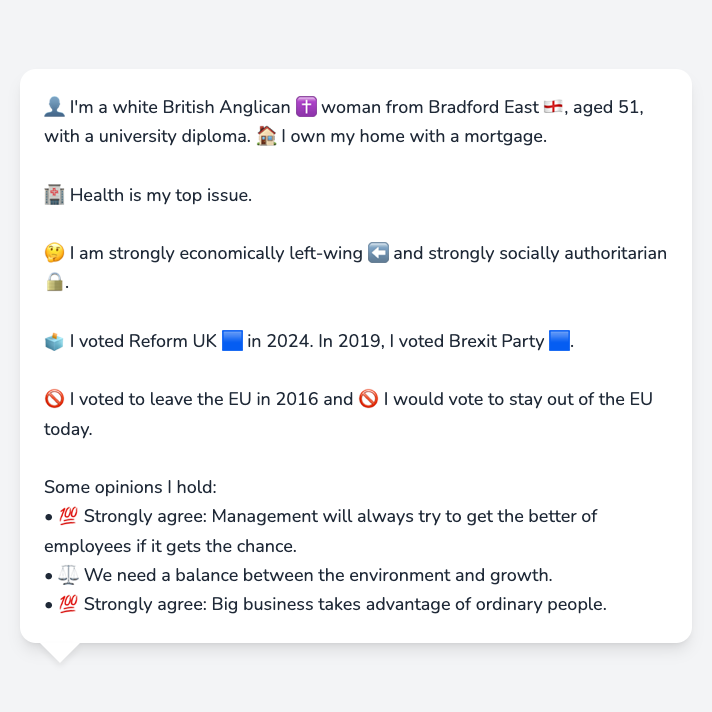 👤 I'm a white British Anglican ✝️ woman from Bradford East 🏴󠁧󠁢󠁥󠁮󠁧󠁿, aged 51,
with a university diploma. 🏠 I own my home with a mortgage.
🏥 Health is my top issue.
🤔 I am strongly economically left-wing ⬅️ and strongly socially authoritarian
🔒.
🗳️ I voted Reform UK 🟦 in 2024. In 2019, I voted Brexit Party 🟦.
🚫 I voted to leave the EU in 2016 and 🚫 I would vote to stay out of the EU
today.
Some opinions I hold:
• 💯 Strongly agree: Management will always try to get the better of
employees if it gets the chance.
• ⚖️ We need a balance between the environment and growth.
• 💯 Strongly agree: Big business takes advantage of ordinary people.